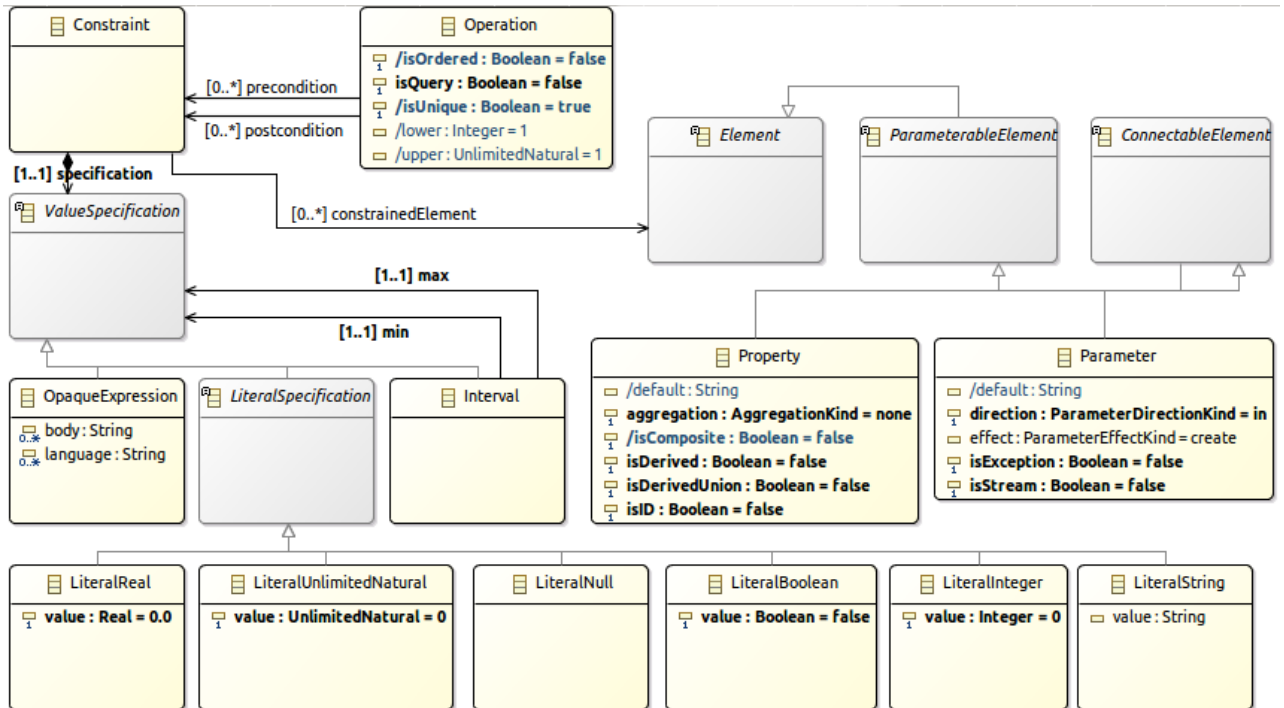 Constraint
Operation
/isOrdered : Boolean = false
isQuery : Boolean = false
/isUnique : Boolean = true
/lower : Integer = 1
/upper : UnlimitedNatural = 1
[0..*] precondition
[0..*] postcondition
[1..1] specification
Element
ParameterableElement
ConnectableElement
ValueSpecification
[0..*] constrainedElement
[1..1] max
[1..1] min
OpaqueExpression
body : String
language : String
LiteralSpecification
Interval
Property
/default : String
aggregation : AggregationKind = none
/isComposite : Boolean = false
isDerived : Boolean = false
isDerivedUnion : Boolean = false
isID : Boolean = false
Parameter
/default : String
direction : ParameterDirectionKind = in
effect : ParameterEffectKind = create
isException : Boolean = false
isStream : Boolean = false
LiteralReal
value : Real = 0.0
LiteralUnlimitedNatural
value : UnlimitedNatural = 0
LiteralNull
LiteralBoolean
value : Boolean = false
LiteralInteger
value : Integer = 0
LiteralString
value : String